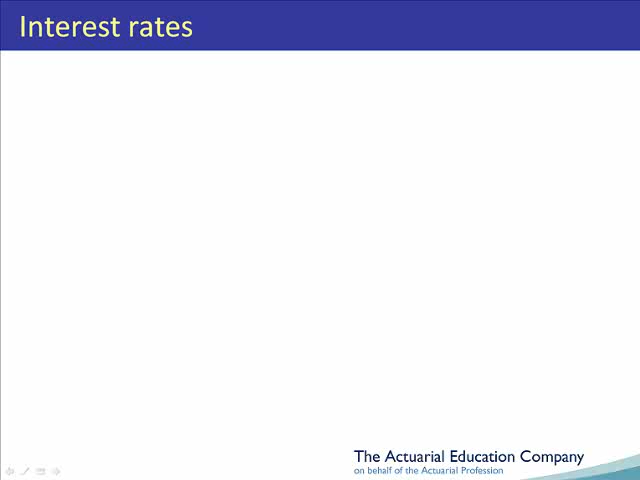 Interest rates
The Actuarial Education Company
on behalf of the Actuarial Profession